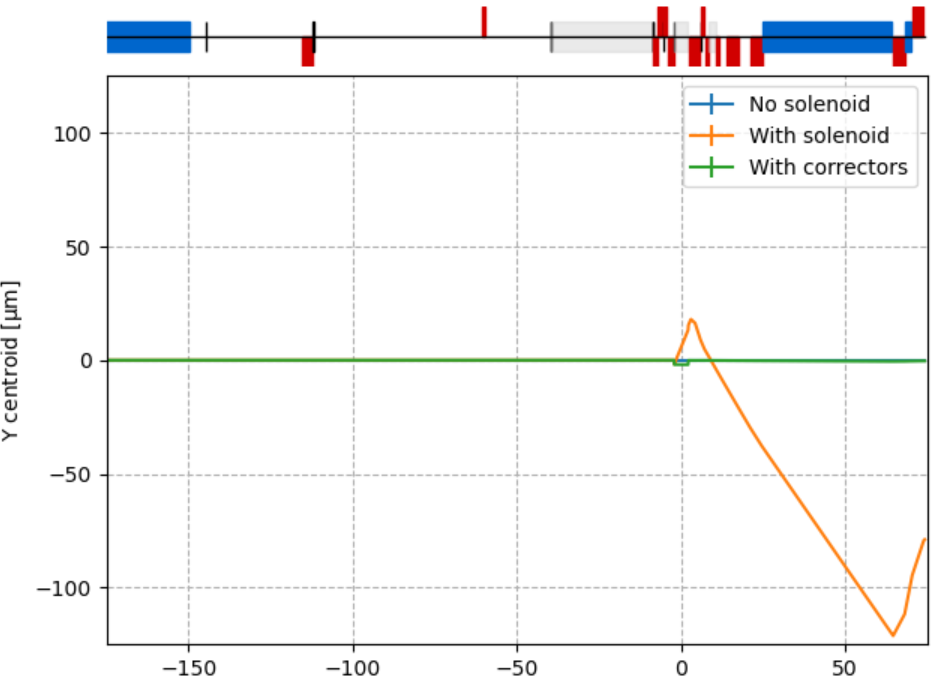 No solenoid
With solenoid
With correctors
100
50
0
−50
−100
Y centroid [µm]
−150
−100
−50
0
50